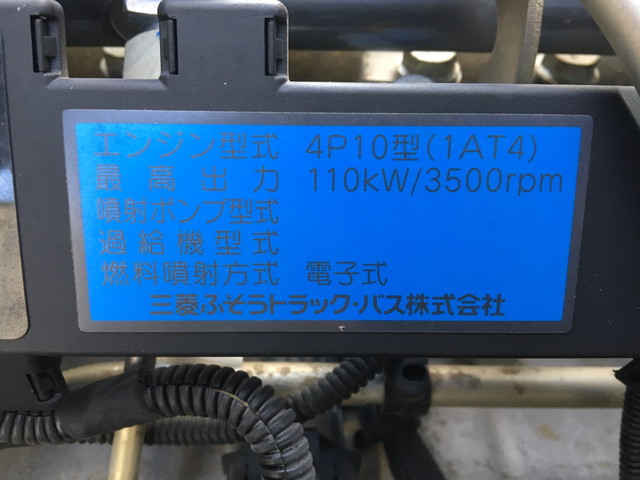 エンジン型式 4P10型(1AT4)
最高出力 110kW/3500rpm
噴射ポンプ型式
過給機型式
燃料噴射方式 電子式
三菱ふそうトラック・バス株式会社